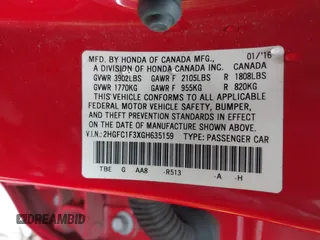 MFD. BY HONDA OF CANADA MFG., 01/'16
A DIVISION OF HONDA CANADA INC. CANADA
GVWR 3902LBS GAWR F 2105LBS R 1808LBS
GVWR 1770KG GAWR F 955KG R 820KG
THIS VEHICLE CONFORMS TO ALL APPLICABLE
FEDERAL MOTOR VEHICLE SAFETY, BUMPER,
AND THEFT PREVENTION STANDARDS IN EFFECT
ON THE DATE OF MANUFACTURE SHOWN ABOVE.
V.I.N.: 2HGFC1F3XGH635159 TYPE: PASSENGER CAR
TBE G AAB -R513 -A -H
DREAMBID